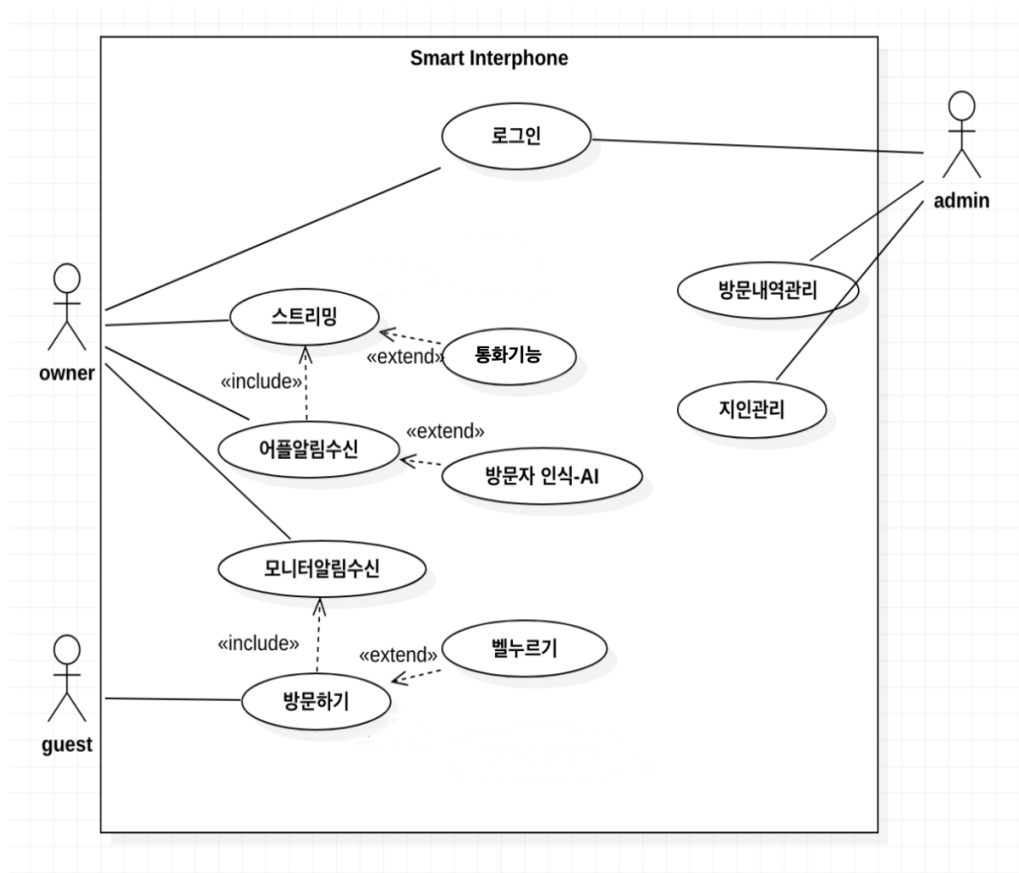 Smart Interphone
로그인
admin
방문내역관리
스트리밍
owner
«extend»
통화기능
«include»
지인관리
어플알림수신
«extend»
방문자 인식-AI
모니터알림수신
«include»
«extend»
벨누르기
방문하기
guest